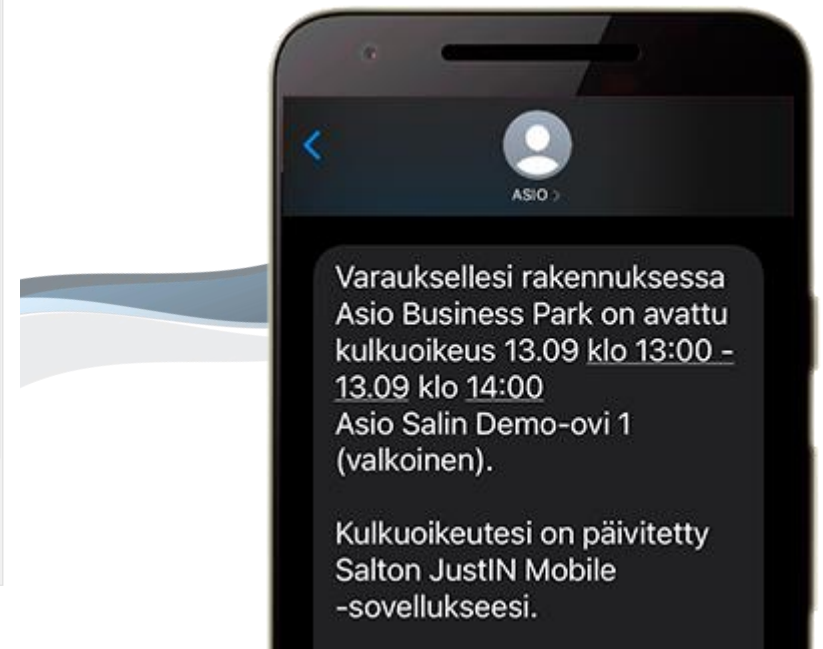 ASIO >
Varauksellesi rakennuksessa
Asio Business Park on avattu
kulkuoikeus 13.09 klo 13:00 -
13.09 klo 14:00
Asio Salin Demo-ovi 1
(valkoinen).
Kulkuoikeutesi on päivitetty
Salton JustIN Mobile
-sovellukseesi.